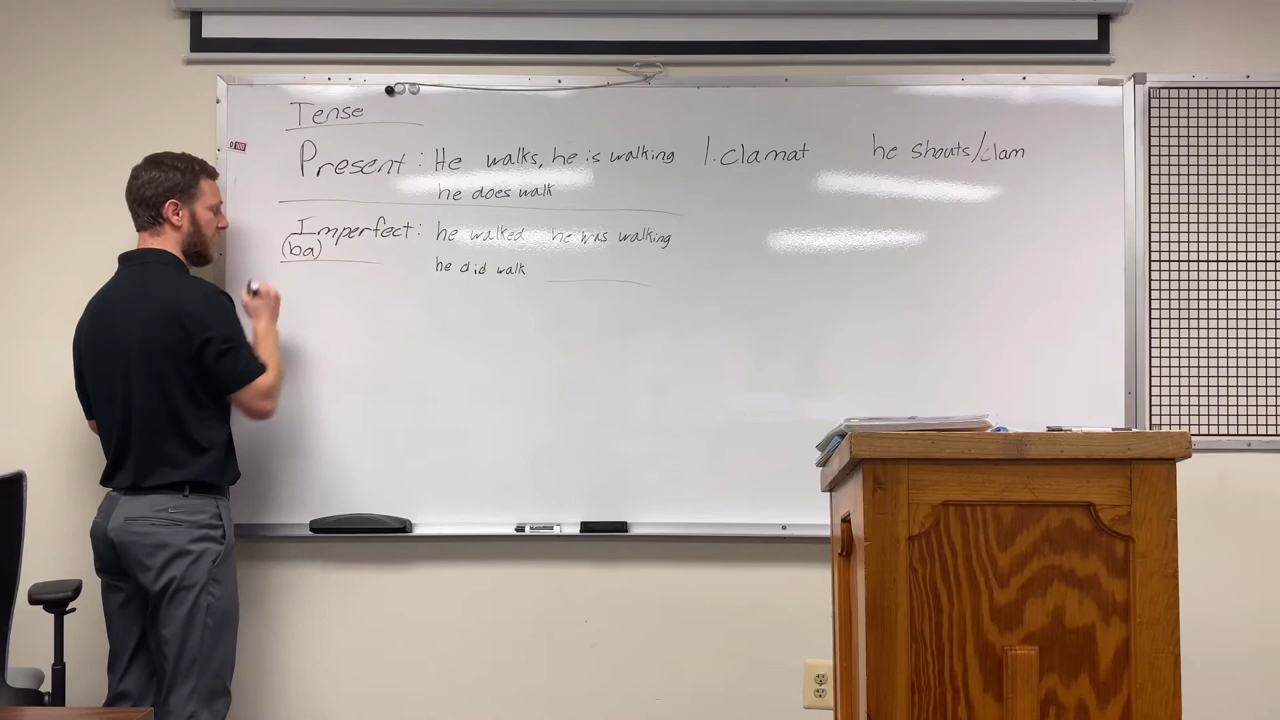 Tense
Present: He walks, he is walking 1. clamat he shouts/clam
he does walk
Imperfect: he walked he was walking
(ba)
he did walk